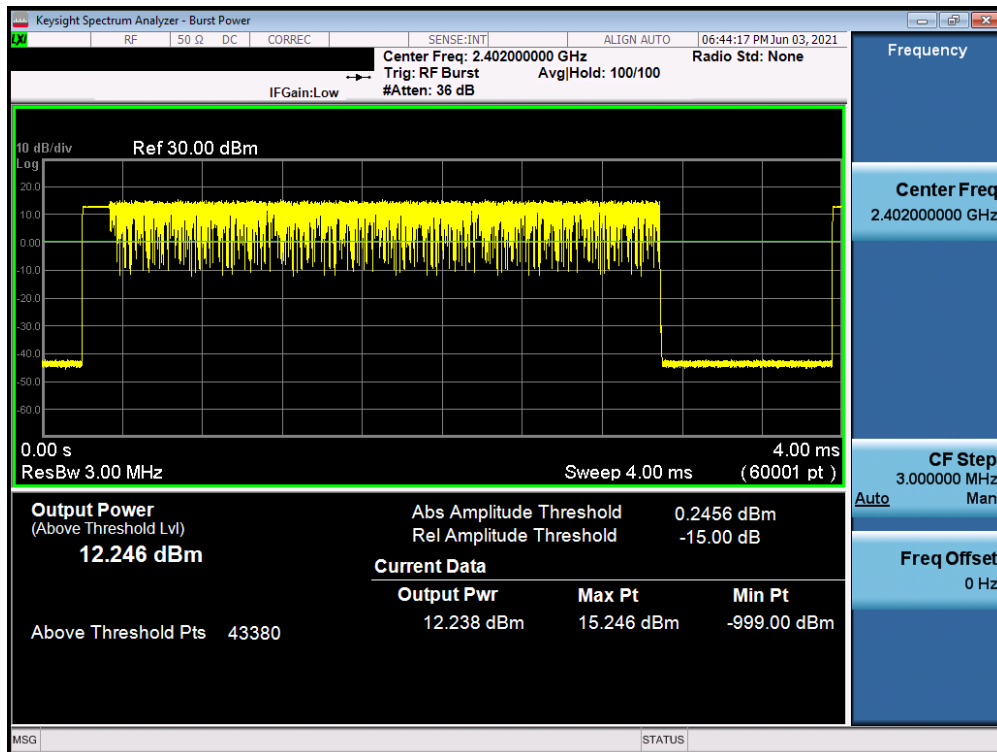 Keysight Spectrum Analyzer - Burst Power
LXI RF 50 Ω DC CORREC SENSE:INT ALIGN AUTO 06:44:17 PM Jun 03, 2021
Center Freq: 2.402000000 GHz Radio Std: None
Trig: RF Burst Avg|Hold: 100/100
IFGain:Low #Atten: 36 dB
Frequency
10 dB/div Ref 30.00 dBm
Log
20.0
10.0
0.00
-10.0
-20.0
-30.0
-40.0
-50.0
-60.0
0.00 s 4.00 ms
ResBw 3.00 MHz Sweep 4.00 ms (60001 pt)
Center Freq
2.402000000 GHz
CF Step
3.000000 MHz
Auto Man
Freq Offset
0 Hz
Output Power
(Above Threshold Lvl)
12.246 dBm
Above Threshold Pts 43380
Abs Amplitude Threshold 0.2456 dBm
Rel Amplitude Threshold -15.00 dB
Current Data
Output Pwr Max Pt Min Pt
12.238 dBm 15.246 dBm -999.00 dBm
MSG STATUS